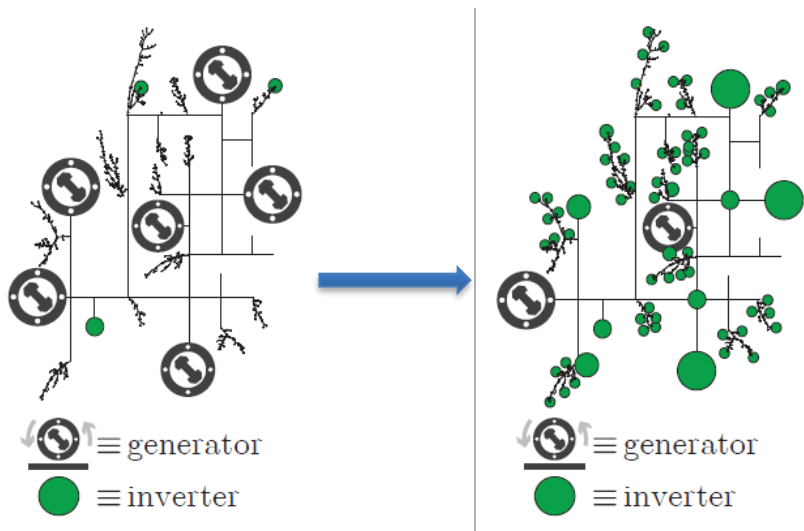 ≡ generator
≡ inverter
≡ generator
≡ inverter